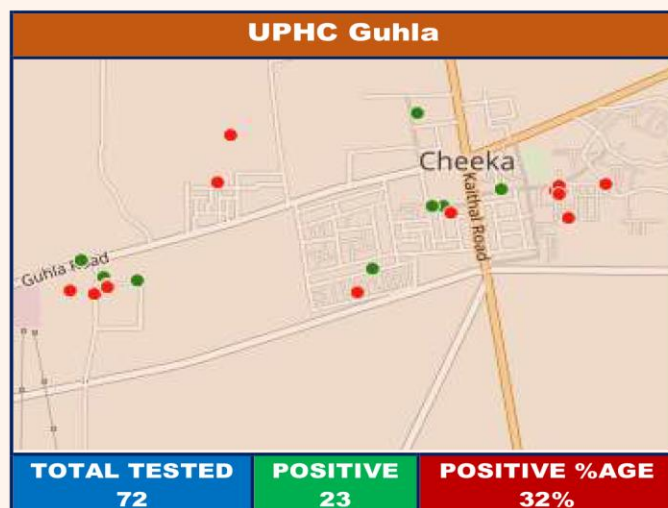 UPHC Guhla
Cheeka
Kaithal Road
Guhla Road
TOTAL TESTED
72
POSITIVE
23
POSITIVE %AGE
32%